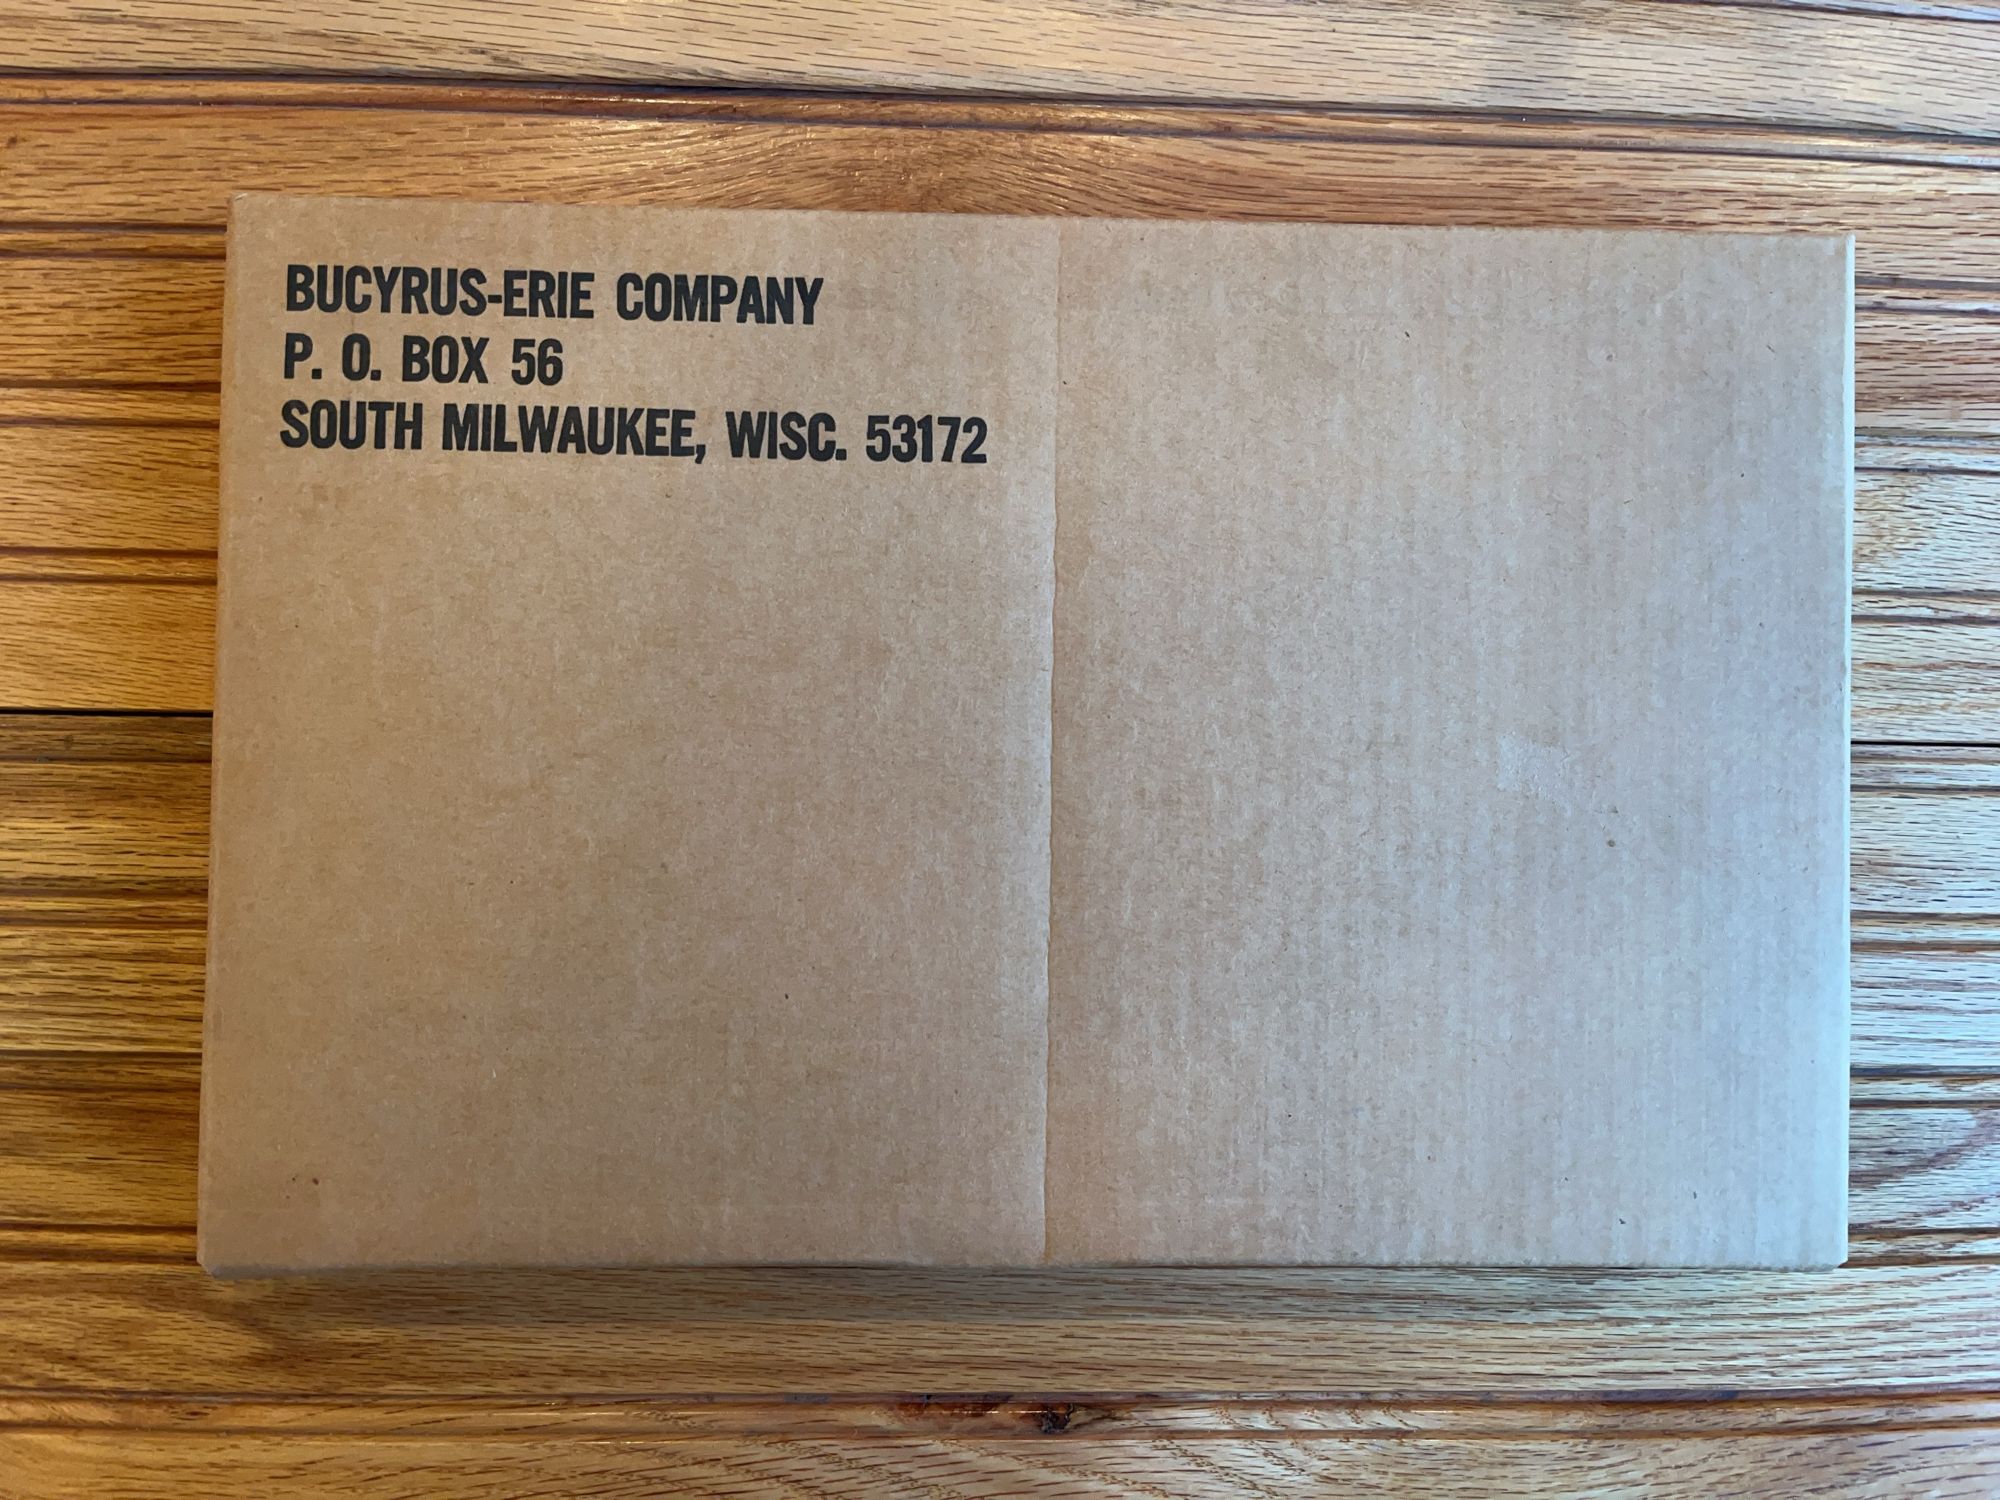 BUCYRUS-ERIE COMPANY
P. O. BOX 56
SOUTH MILWAUKEE, WISC. 53172